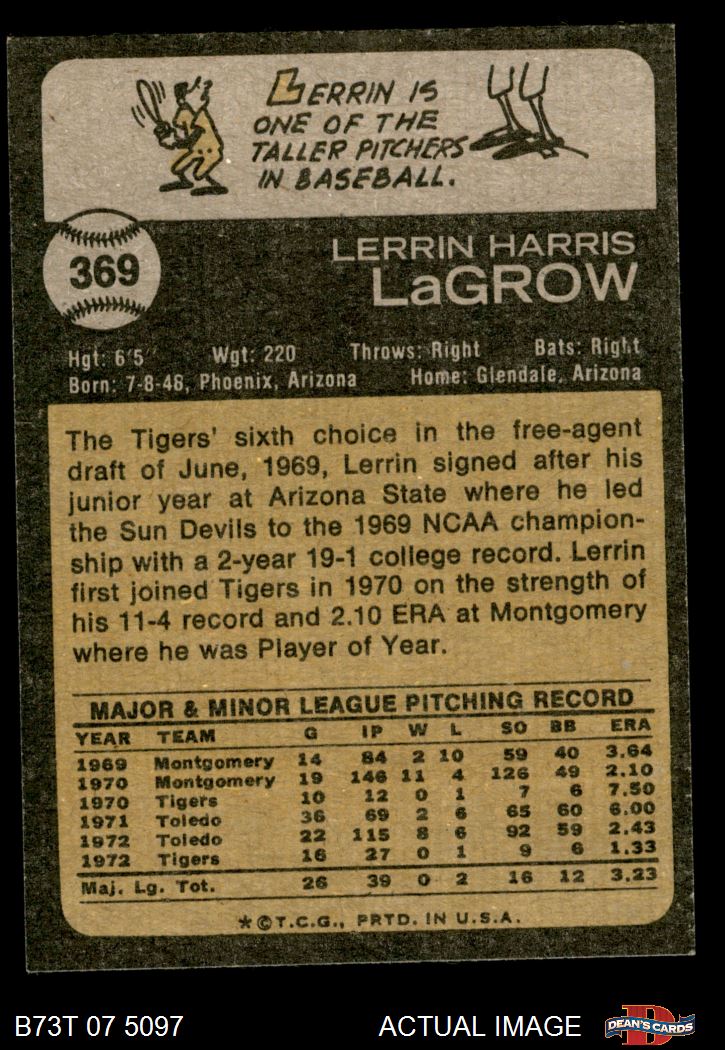 LERRIN IS
ONE OF THE
TALLER PITCHERS
IN BASEBALL.
369
LERRIN HARRIS
LaGROW
Hgt: 6'5" Wgt: 220 Throws: Right Bats: Right
Born: 7-8-48, Phoenix, Arizona Home: Glendale, Arizona
The Tigers' sixth choice in the free-agent
draft of June, 1969, Lerrin signed after his
junior year at Arizona State where he led
the Sun Devils to the 1969 NCAA champion-
ship with a 2-year 19-1 college record. Lerrin
first joined Tigers in 1970 on the strength of
his 11-4 record and 2.10 ERA at Montgomery
where he was Player of Year.
MAJOR & MINOR LEAGUE PITCHING RECORD
YEAR TEAM G IP W L SO BB ERA
1969 Montgomery 14 84 2 10 59 40 3.64
1970 Montgomery 19 146 11 4 126 49 2.10
1970 Tigers 10 12 0 1 7 6 7.50
1971 Toledo 36 69 2 6 65 60 6.00
1972 Toledo 22 115 8 6 92 59 2.43
1972 Tigers 16 27 0 1 9 6 1.33
Maj. Lg. Tot. 26 39 0 2 16 12 3.23
*©T.C.G., PRTD. IN U.S.A.
B73T 07 5097 ACTUAL IMAGE DEAN'S CARDS